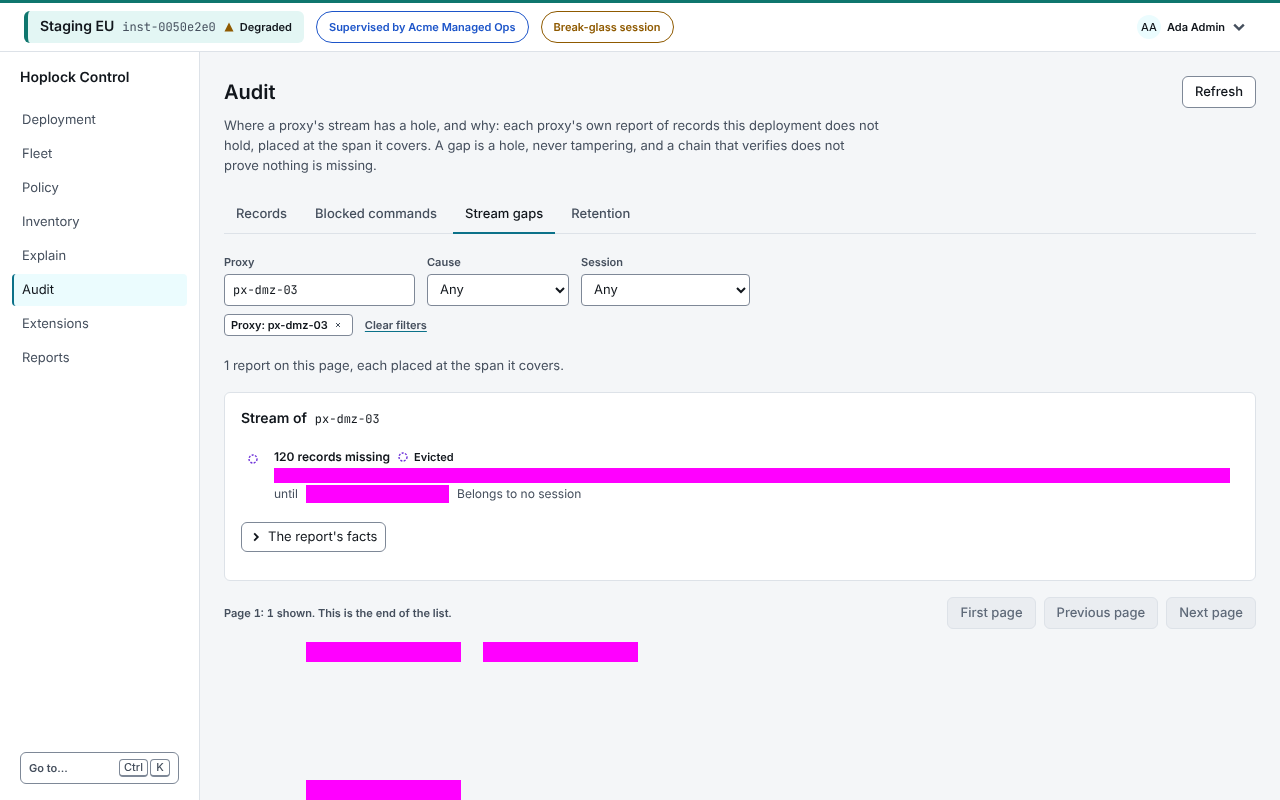 Staging EU inst-0050e2e0 Degraded Supervised by Acme Managed Ops Break-glass session AA Ada Admin
Hoplock Control
Deployment
Fleet
Policy
Inventory
Explain
Audit
Extensions
Reports
Go to... Ctrl K
Audit
Refresh
Where a proxy's stream has a hole, and why: each proxy's own report of records this deployment does not
hold, placed at the span it covers. A gap is a hole, never tampering, and a chain that verifies does not
prove nothing is missing.
Records Blocked commands Stream gaps Retention
Proxy Cause Session
px-dmz-03 Any Any
Proxy: px-dmz-03 × Clear filters
1 report on this page, each placed at the span it covers.
Stream of px-dmz-03
120 records missing Evicted
until Belongs to no session
The report's facts
Page 1: 1 shown. This is the end of the list. First page Previous page Next page